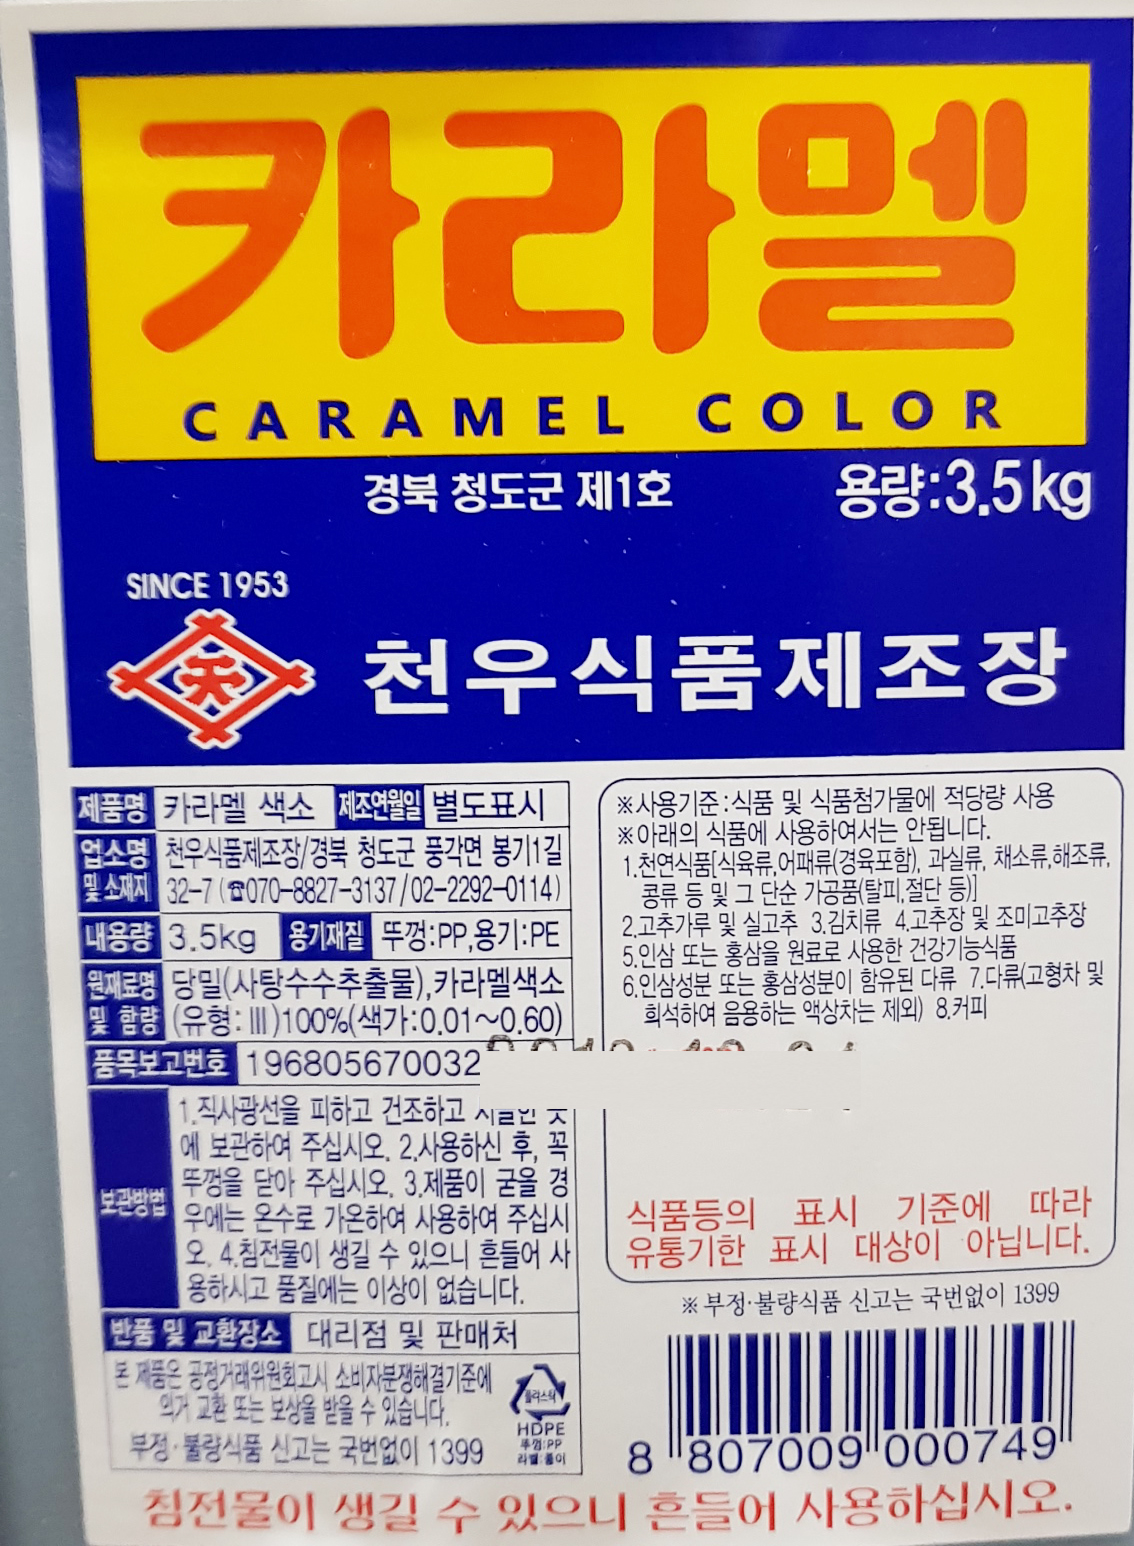 카라멜
CARAMEL COLOR
경북 청도군 제1호
용량:3.5kg
SINCE 1953
천우식품제조장
제품명 카라멜 색소 제조연월일 별도표시
업소명 및 소재지 천우식품제조장/경북 청도군 풍각면 봉기1길
32-7 (☎070-8827-3137/02-2292-0114)
내용량 3.5kg 용기재질 뚜껑:PP,용기:PE
원재료명 및 함량 당밀(사탕수수추출물),카라멜색소
(유형:Ⅲ)100%(색가:0.01~0.60)
품목보고번호 196805670032
보관방법
1.직사광선을 피하고 건조하고
에 보관하여 주십시오. 2.사용하신 후, 꼭
뚜껑을 닫아 주십시오. 3.제품이 굳을 경
우에는 온수로 가온하여 사용하여 주십시
오. 4.침전물이 생길 수 있으니 흔들어 사
용하시고 품질에는 이상이 없습니다.
반품 및 교환장소 대리점 및 판매처
본 제품은 공정거래위원회고시 소비자분쟁해결기준에
의거 교환 또는 보상을 받을 수 있습니다.
부정·불량식품 신고는 국번없이 1399
플라스틱
HDPE
뚜껑:PP
라벨:종이
※사용기준:식품 및 식품첨가물에 적당량 사용
※아래의 식품에 사용하여서는 안됩니다.
1.천연식품[식육류,어패류(경육포함), 과실류, 채소류,해조류,
콩류 등 및 그 단순 가공품(탈피,절단 등)]
2.고추가루 및 실고추 3.김치류 4.고추장 및 조미고추장
5.인삼 또는 홍삼을 원료로 사용한 건강기능식품
6.인삼성분 또는 홍삼성분이 함유된 다류 7.다류(고형차 및
희석하여 음용하는 액상차는 제외) 8.커피
식품등의 표시 기준에 따라
유통기한 표시 대상이 아닙니다.
※ 부정·불량식품 신고는 국번없이 1399
8 807009 000749
침전물이 생길 수 있으니 흔들어 사용하십시오.